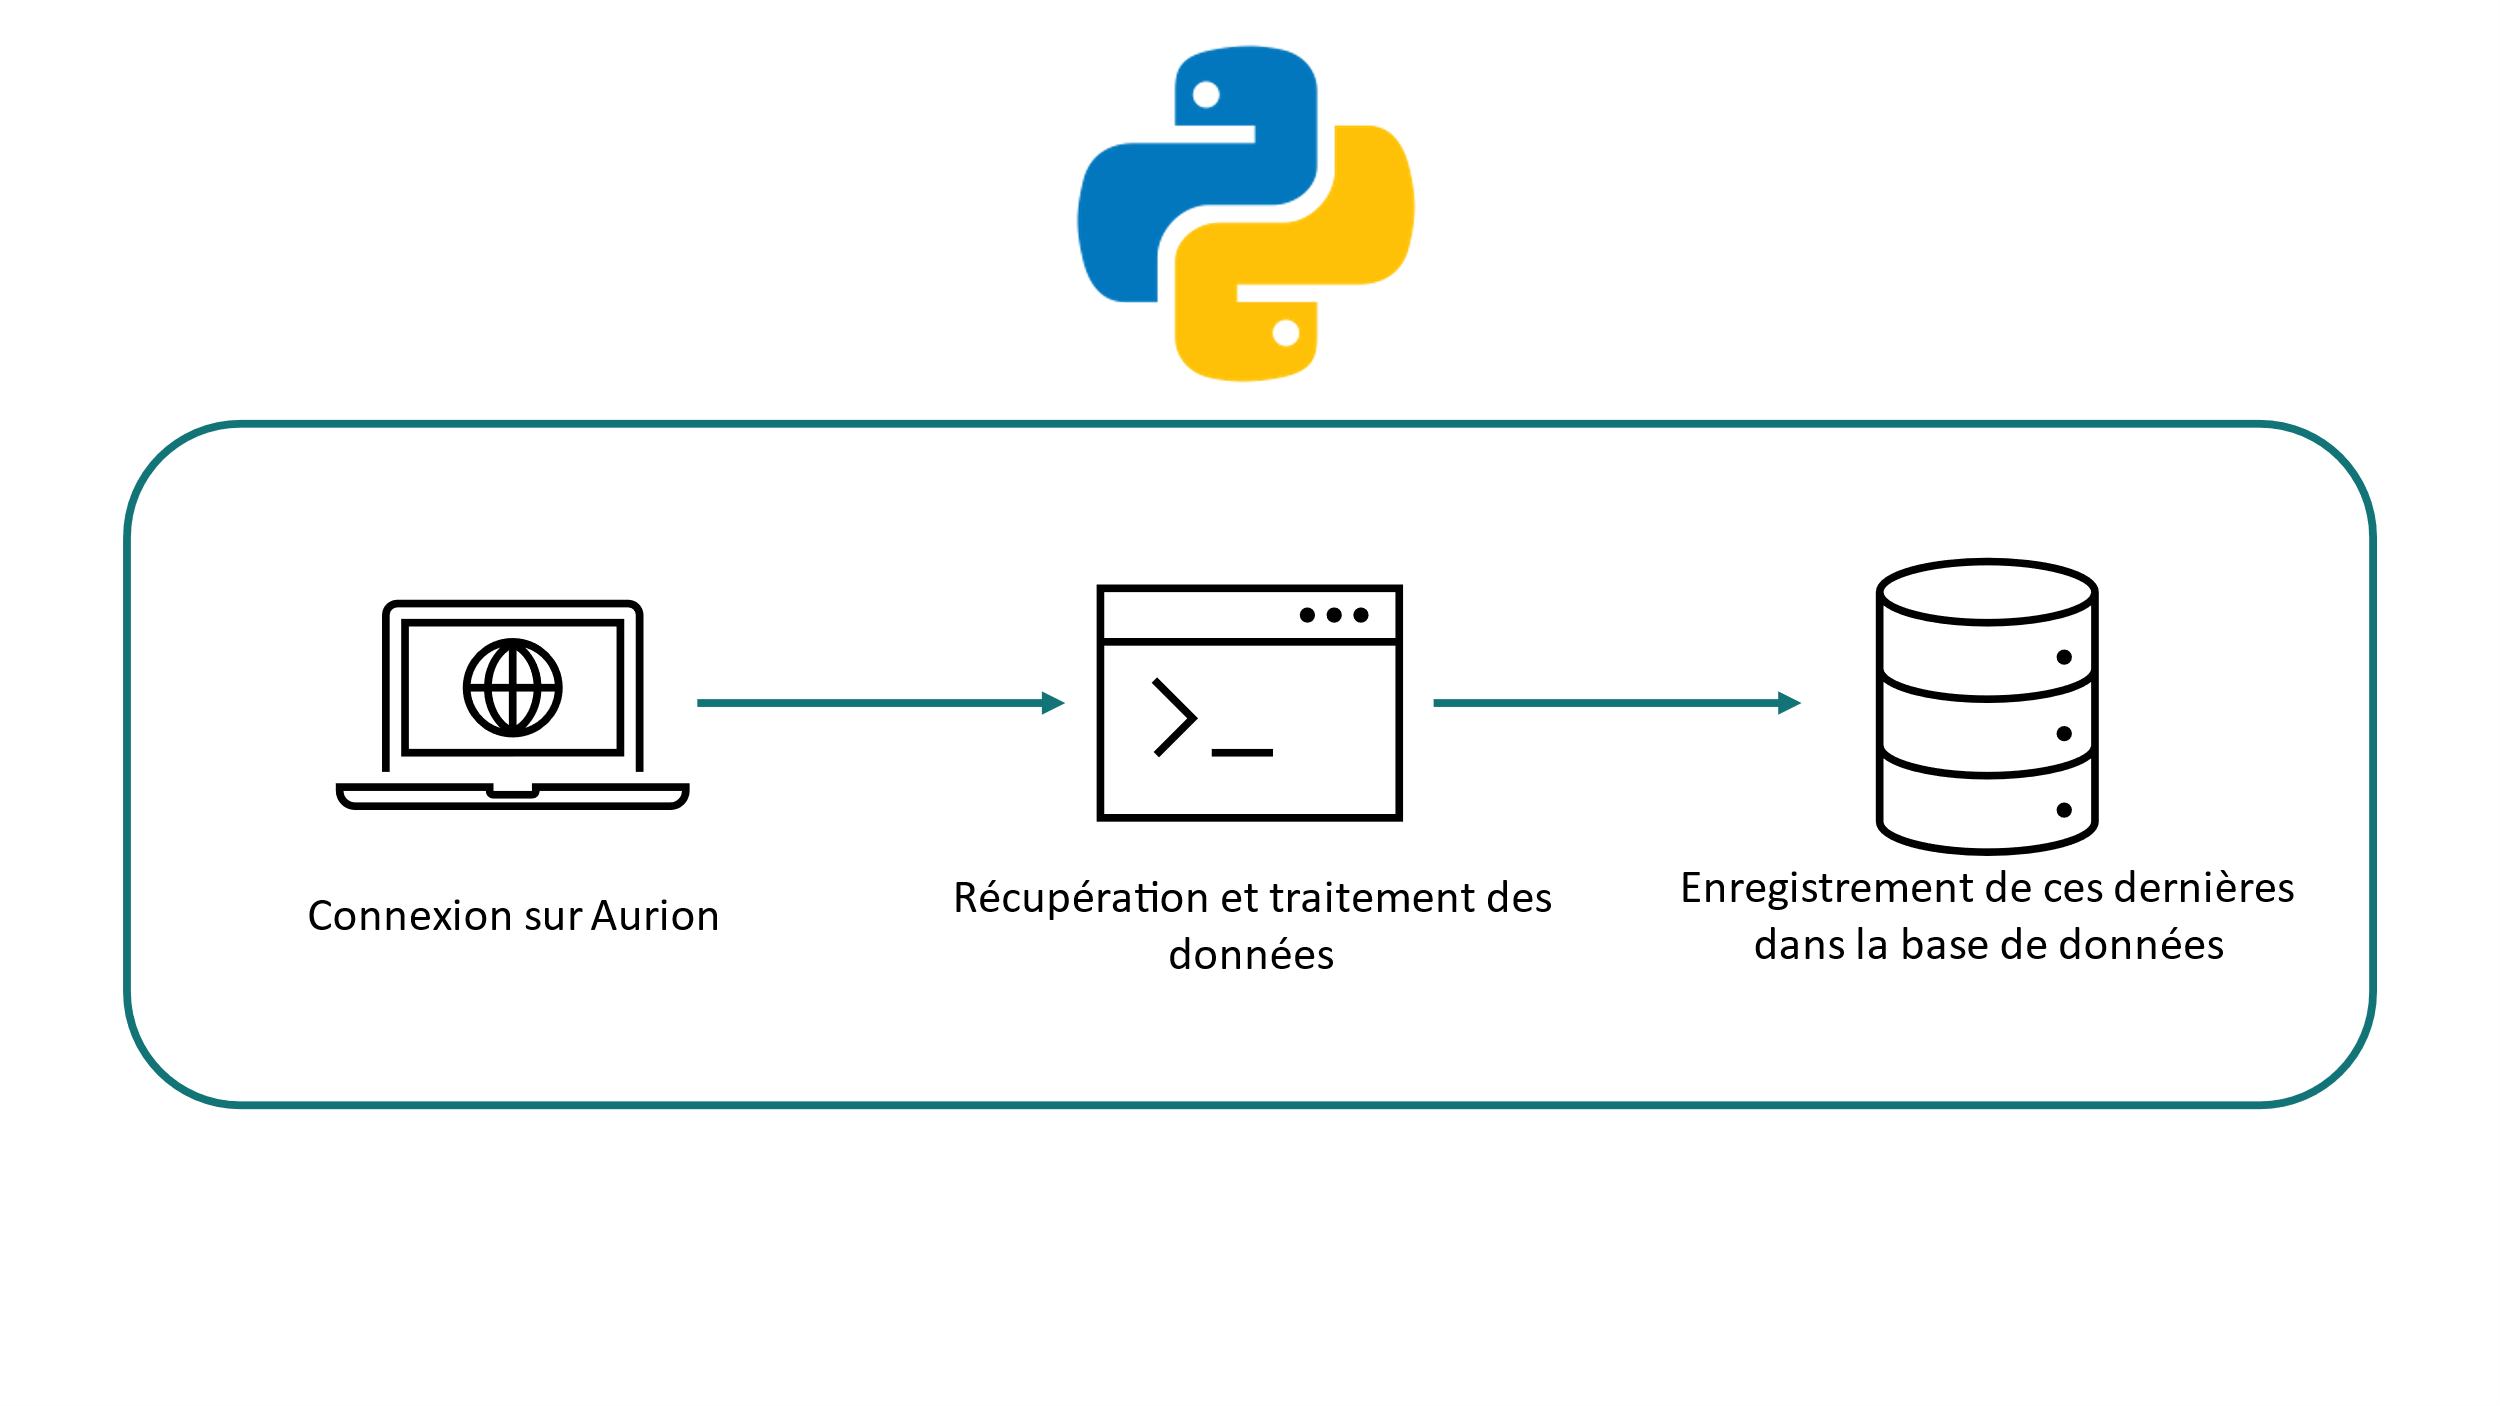 Connexion sur Aurion
Récupération et traitement des
données
Enregistrement de ces dernières
dans la base de données